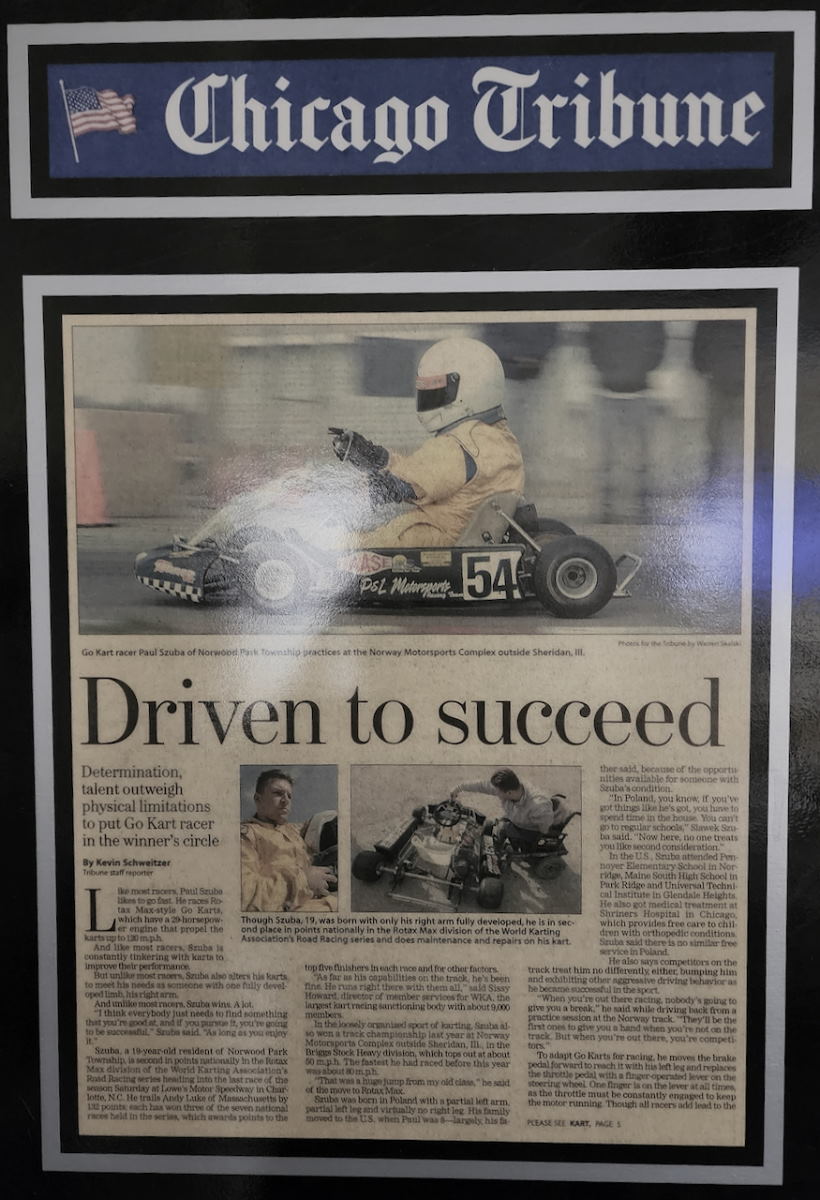 Chicago Tribune
P&L Motorsports
Racing Team
54
Photos for the Tribune by Warren Skalski
Go Kart racer Paul Szuba of Norwood Park Township practices at the Norway Motorsports Complex outside Sheridan, Ill.
Driven to succeed
Determination,
talent outweigh
physical limitations
to put Go Kart racer
in the winner's circle
By Kevin Schweitzer
Tribune staff reporter
Like most racers, Paul Szuba
likes to go fast. He races Ro-
tax Max-style Go Karts,
which have a 29-horsepow-
er engine that propel the
karts up to 120 m.p.h.
And like most racers, Szuba is
constantly tinkering with karts to
improve their performance.
But unlike most racers, Szuba also alters his karts
to meet his needs as someone with one fully devel-
oped limb, his right arm.
And unlike most racers, Szuba wins. A lot.
"I think everybody just needs to find something
that you're good at, and if you pursue it, you're going
to be successful," Szuba said. "As long as you enjoy
it."
Szuba, a 19-year-old resident of Norwood Park
Township, is second in points nationally in the Rotax
Max division of the World Karting Association's
Road Racing series heading into the last race of the
season Saturday at Lowe's Motor Speedway in Char-
lotte, N.C. He trails Andy Luke of Massachusetts by
132 points; each has won three of the seven national
races held in the series, which awards points to the
Though Szuba, 19, was born with only his right arm fully developed, he is in sec-
ond place in points nationally in the Rotax Max division of the World Karting
Association's Road Racing series and does maintenance and repairs on his kart.
top five finishers in each race and for other factors.
"As far as his capabilities on the track, he's been
fine. He runs right there with them all," said Sissy
Howard, director of member services for WKA, the
largest kart racing sanctioning body with about 9,000
members.
In the loosely organized sport of karting, Szuba al-
so won a track championship last year at Norway
Motorsports Complex outside Sheridan, Ill., in the
Briggs Stock Heavy division, which tops out at about
60 m.p.h. The fastest he had raced before this year
was about 80 m.p.h.
"That was a huge jump from my old class," he said
of the move to Rotax Max.
Szuba was born in Poland with a partial left arm,
partial left leg and virtually no right leg. His family
moved to the U.S. when Paul was 8—largely, his fa-
ther said, because of the opportu-
nities available for someone with
Szuba's condition.
"In Poland, you know, if you've
got things like he's got, you have to
spend time in the house. You can't
go to regular schools," Slawek Szu-
ba said. "Now here, no one treats
you like second consideration."
In the U.S., Szuba attended Pen-
noyer Elementary School in Nor-
ridge, Maine South High School in
Park Ridge and Universal Techni-
cal Institute in Glendale Heights.
He also got medical treatment at
Shriners Hospital in Chicago,
which provides free care to chil-
dren with orthopedic conditions.
Szuba said there is no similar free
service in Poland.
He also says competitors on the
track treat him no differently, either, bumping him
and exhibiting other aggressive driving behavior as
he became successful in the sport.
"When you're out there racing, nobody's going to
give you a break," he said while driving back from a
practice session at the Norway track. "They'll be the
first ones to give you a hand when you're not on the
track. But when you're out there, you're competi-
tors."
To adapt Go Karts for racing, he moves the brake
pedal forward to reach it with his left leg and replaces
the throttle pedal with a finger-operated lever on the
steering wheel. One finger is on the lever at all times,
as the throttle must be constantly engaged to keep
the motor running. Though all racers add lead to the
PLEASE SEE KART, PAGE 5